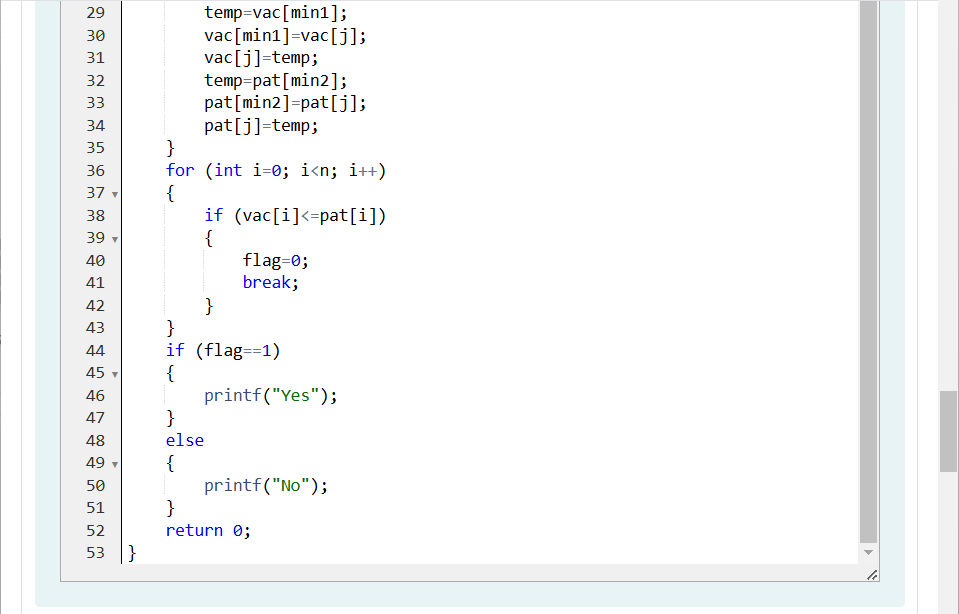 29 temp=vac[min1];
30 vac[min1]=vac[j];
31 vac[j]=temp;
32 temp=pat[min2];
33 pat[min2]=pat[j];
34 pat[j]=temp;
35 }
36 for (int i=0; i<n; i++)
37 {
38 if (vac[i]<=pat[i])
39 {
40 flag=0;
41 break;
42 }
43 }
44 if (flag==1)
45 {
46 printf("Yes");
47 }
48 else
49 {
50 printf("No");
51 }
52 return 0;
53 }